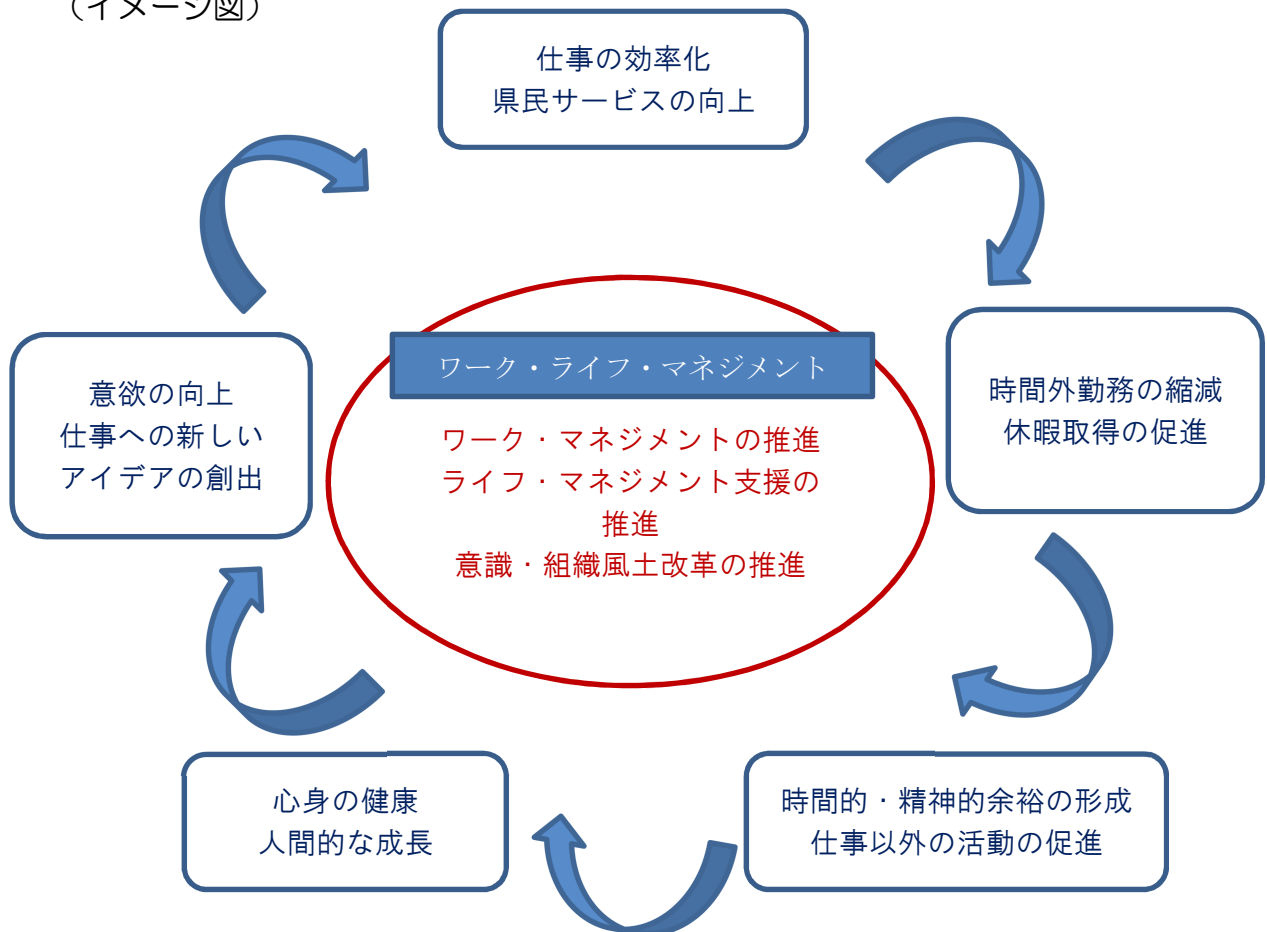 （イメージ図）
仕事の効率化
県民サービスの向上
時間外勤務の縮減
休暇取得の促進
時間的・精神的余裕の形成
仕事以外の活動の促進
心身の健康
人間的な成長
意欲の向上
仕事への新しい
アイデアの創出
ワーク・ライフ・マネジメント
ワーク・マネジメントの推進
ライフ・マネジメント支援の
推進
意識・組織風土改革の推進